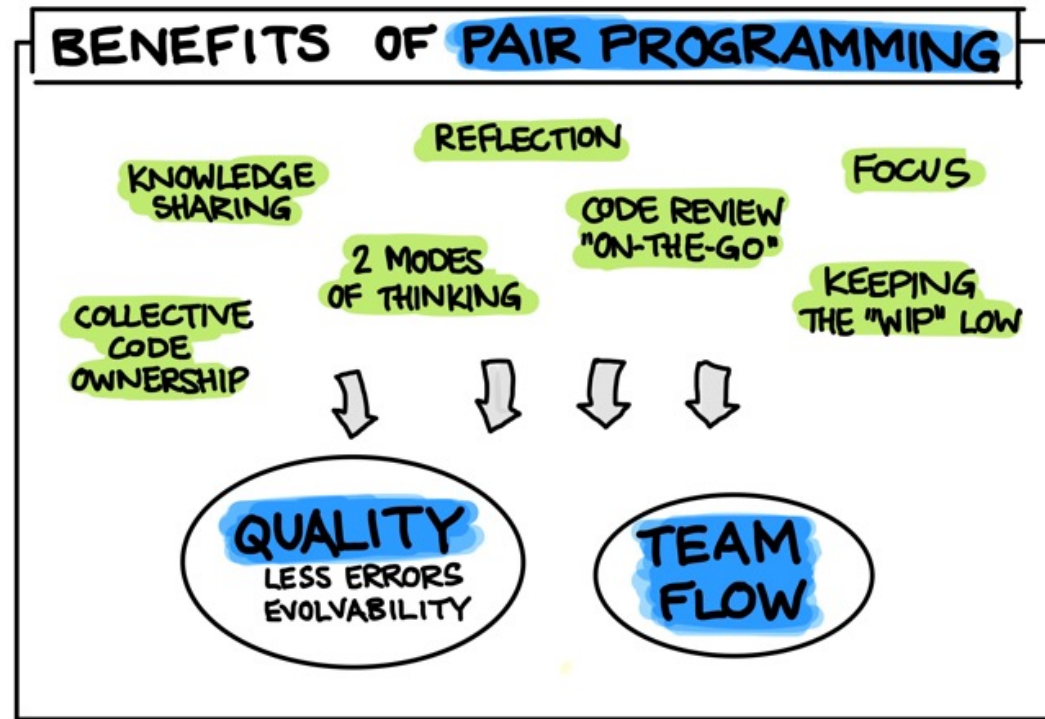 BENEFITS OF PAIR PROGRAMMING
REFLECTION
KNOWLEDGE
SHARING
FOCUS
CODE REVIEW
"ON-THE-GO"
2 MODES
OF THINKING
KEEPING
THE "WIP" LOW
COLLECTIVE
CODE
OWNERSHIP
QUALITY
LESS ERRORS
EVOLVABILITY
TEAM
FLOW